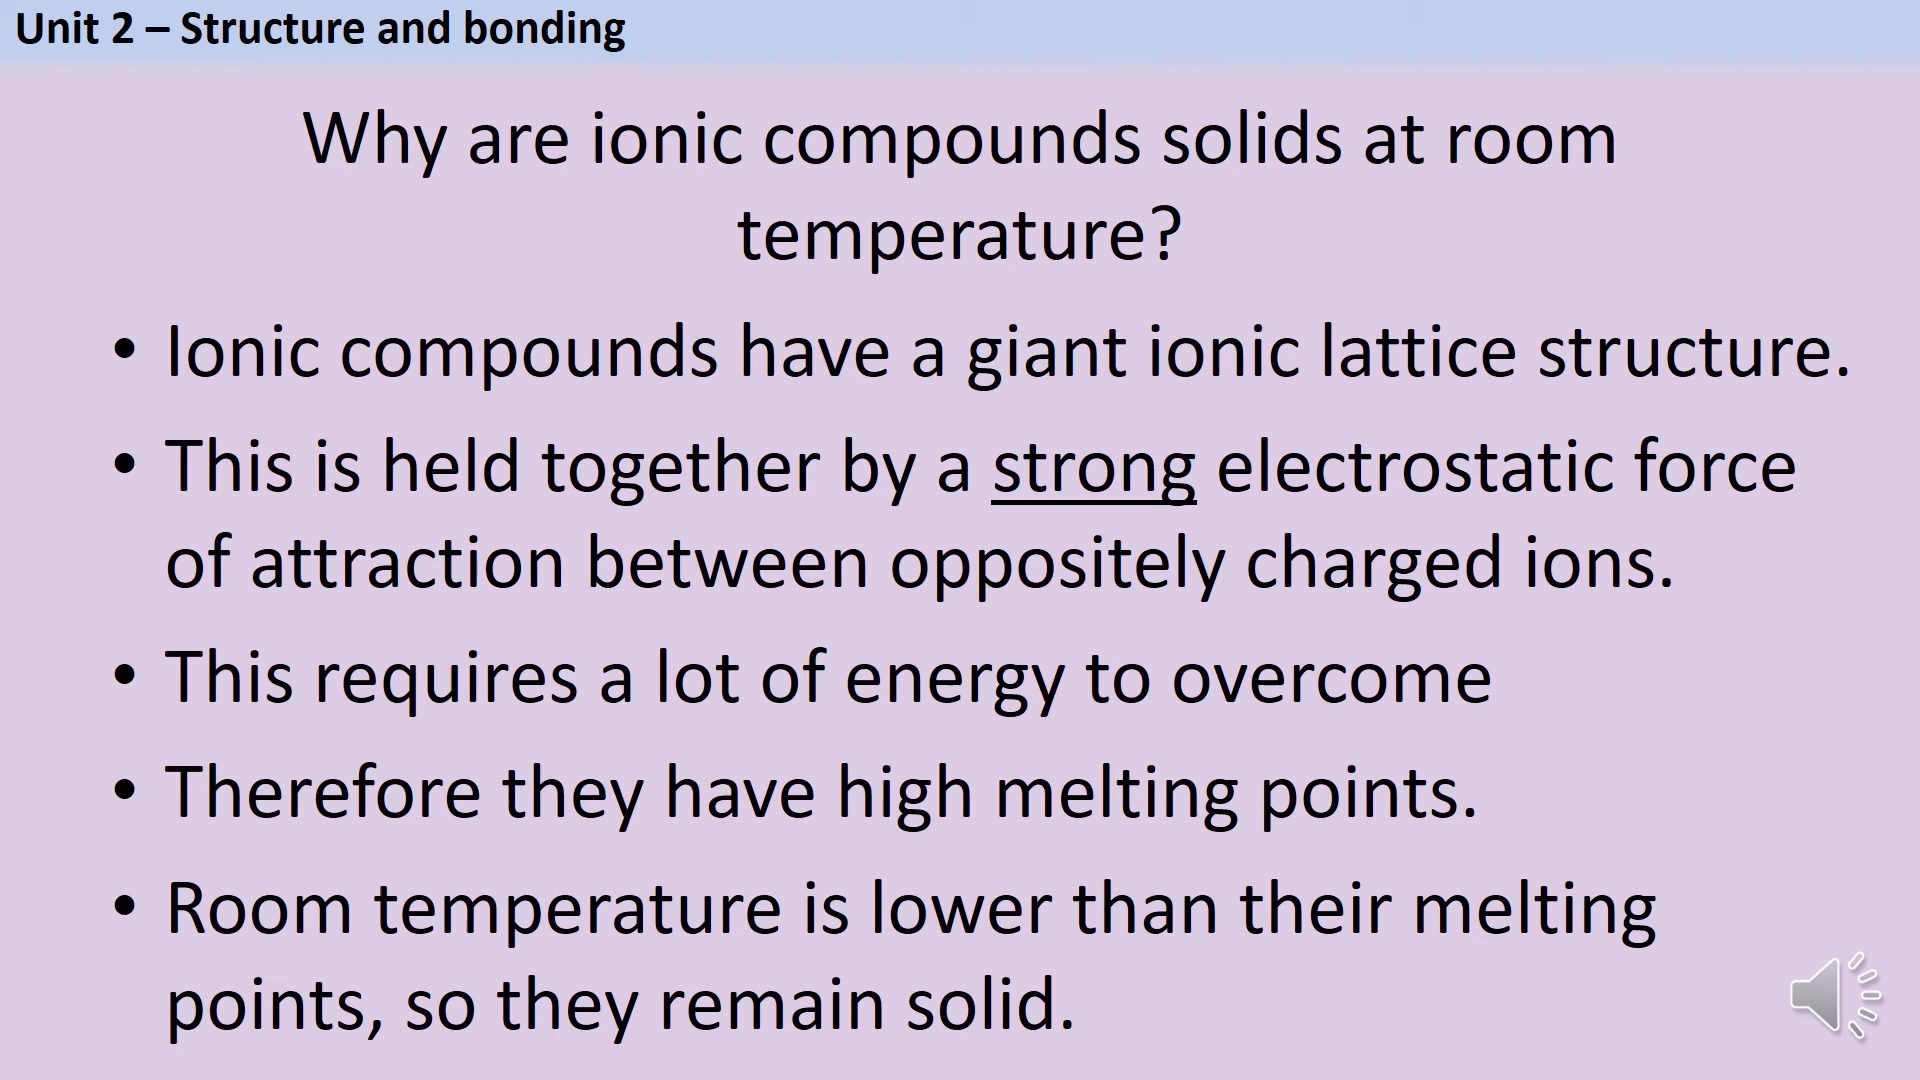 Unit 2 – Structure and bonding
Why are ionic compounds solids at room
temperature?
• Ionic compounds have a giant ionic lattice structure.
• This is held together by a strong electrostatic force
of attraction between oppositely charged ions.
• This requires a lot of energy to overcome
• Therefore they have high melting points.
• Room temperature is lower than their melting
points, so they remain solid.